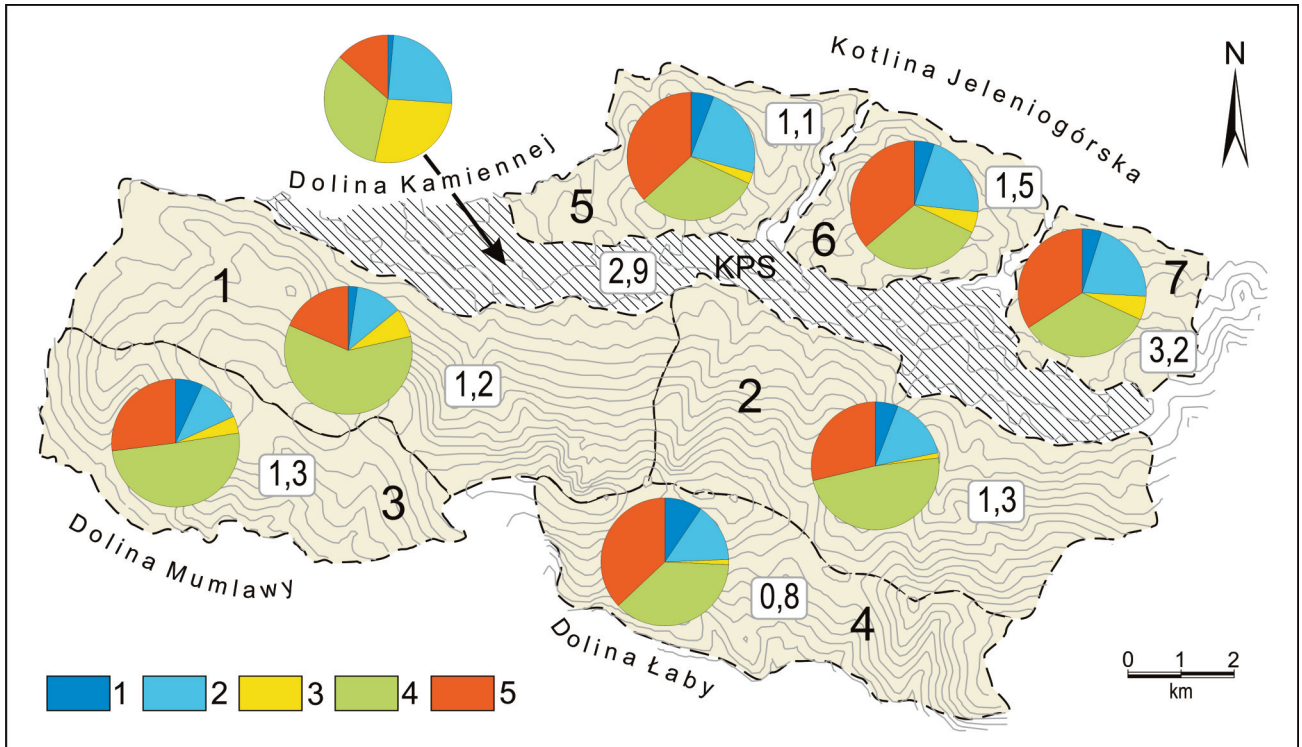 Kotlina Jeleniogórska
N
Dolina Kamiennej
1,1
5
1,5
6
7
2,9
KPS
3,2
1
1,2
2
1,3
3
1,3
Dolina Mumlawy
0,8
4
Dolina Łaby
0 1 2
km
1 2 3 4 5